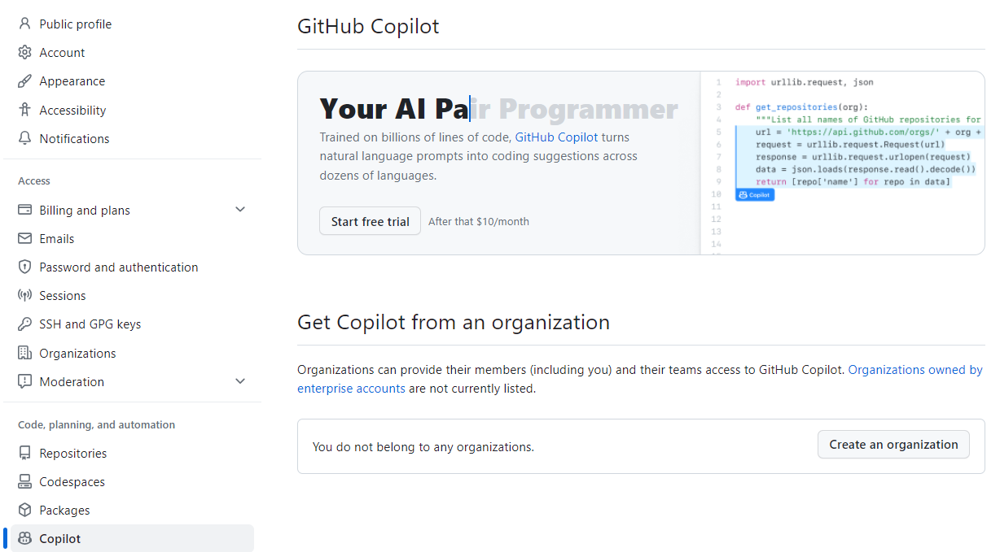 Public profile
Account
Appearance
Accessibility
Notifications
Access
Billing and plans
Emails
Password and authentication
Sessions
SSH and GPG keys
Organizations
Moderation
Code, planning, and automation
Repositories
Codespaces
Packages
Copilot
GitHub Copilot
Your AI Pair Programmer
Trained on billions of lines of code, GitHub Copilot turns
natural language prompts into coding suggestions across
dozens of languages.
Start free trial After that $10/month
1 import urllib.request, json
2
3 def get_repositories(org):
4 """List all names of GitHub repositories for
5 url = 'https://api.github.com/orgs/' + org +
6 request = urllib.request.Request(url)
7 response = urllib.request.urlopen(request)
8 data = json.loads(response.read().decode())
9 return [repo['name'] for repo in data]
10 Copilot
11
12
13
14
Get Copilot from an organization
Organizations can provide their members (including you) and their teams access to GitHub Copilot. Organizations owned by
enterprise accounts are not currently listed.
You do not belong to any organizations. Create an organization